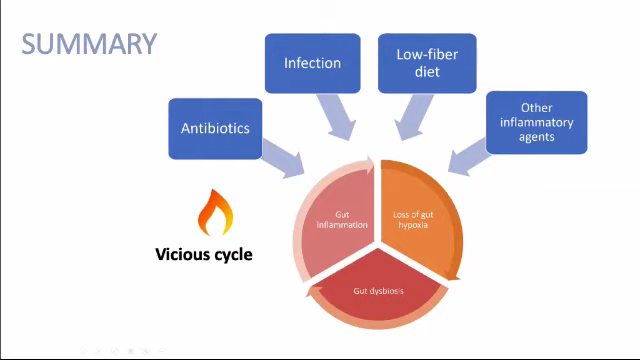 SUMMARY
Infection
Low-fiber
diet
Antibiotics
Other
inflammatory
agents
Gut
inflammation
Loss of gut
hypoxia
Vicious cycle
Gut dysbiosis